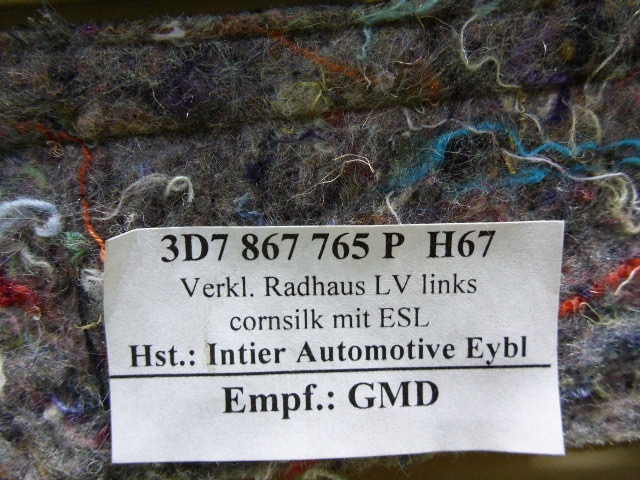 3D7 867 765 P H67
Verkl. Radhaus LV links
cornsilk mit ESL
Hst.: Intier Automotive Eybl
Empf.: GMD